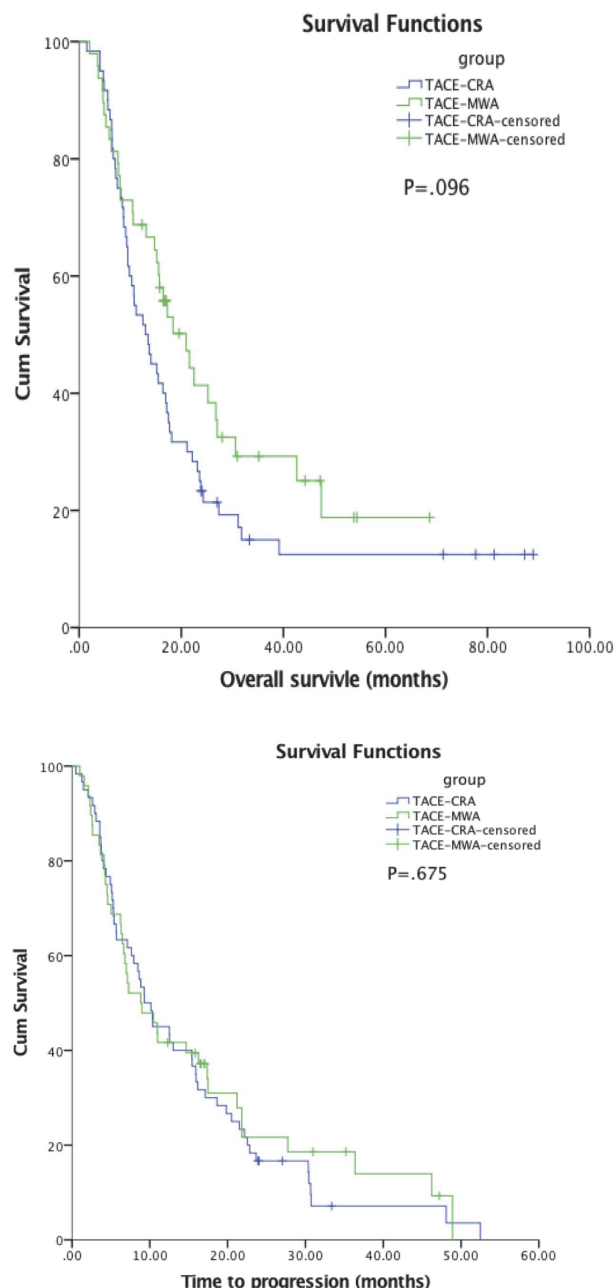 Survival Functions
group
TACE-CRA
TACE-MWA
TACE-CRA-censored
TACE-MWA-censored
P=.096
100
80
60
40
20
0
Cum Survival
.00 20.00 40.00 60.00 80.00 100.00
Overall survivle (months)
Survival Functions
group
TACE-CRA
TACE-MWA
TACE-CRA-censored
TACE-MWA-censored
P=.675
100
80
60
40
20
0
Cum Survival
.00 10.00 20.00 30.00 40.00 50.00 60.00
Time to progression (months)